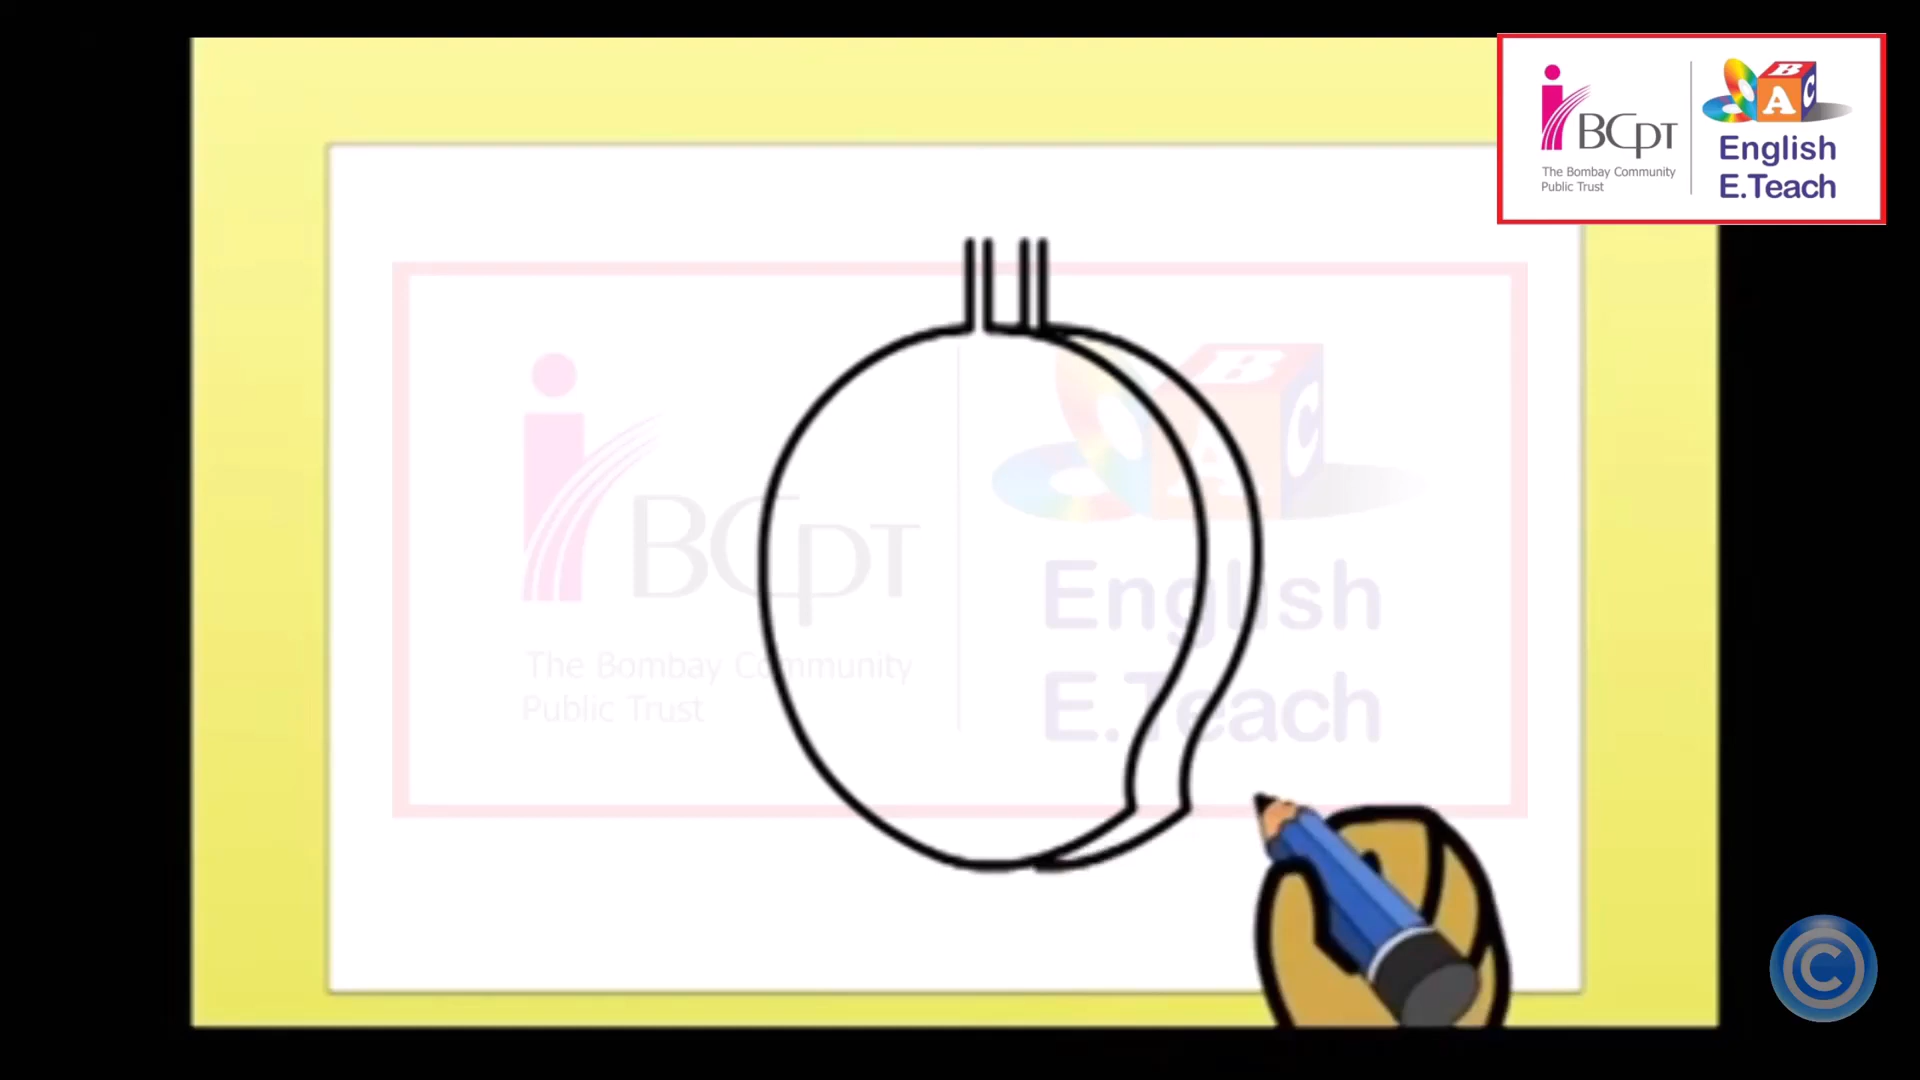 BCPT
The Bombay Community
Public Trust
A B C
English
E.Teach
BCPT
The Bombay Community
Public Trust
A B C
English
E.Teach
©